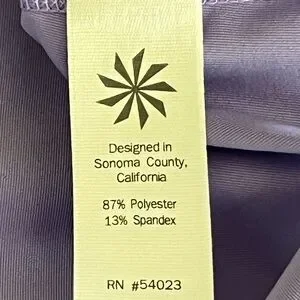 Designed in
Sonoma County,
California
87% Polyester
13% Spandex
RN #54023